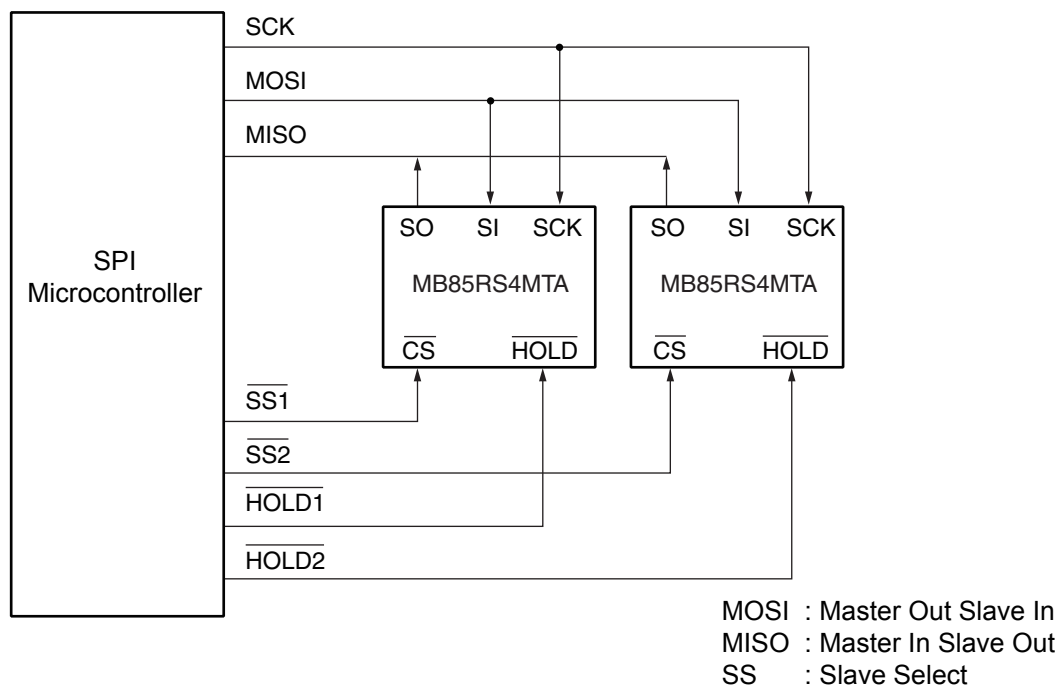 SCK
MOSI
MISO
SPI
Microcontroller
SO SI SCK
MB85RS4MTA
CS HOLD
SO SI SCK
MB85RS4MTA
CS HOLD
SS1
SS2
HOLD1
HOLD2
MOSI : Master Out Slave In
MISO : Master In Slave Out
SS : Slave Select